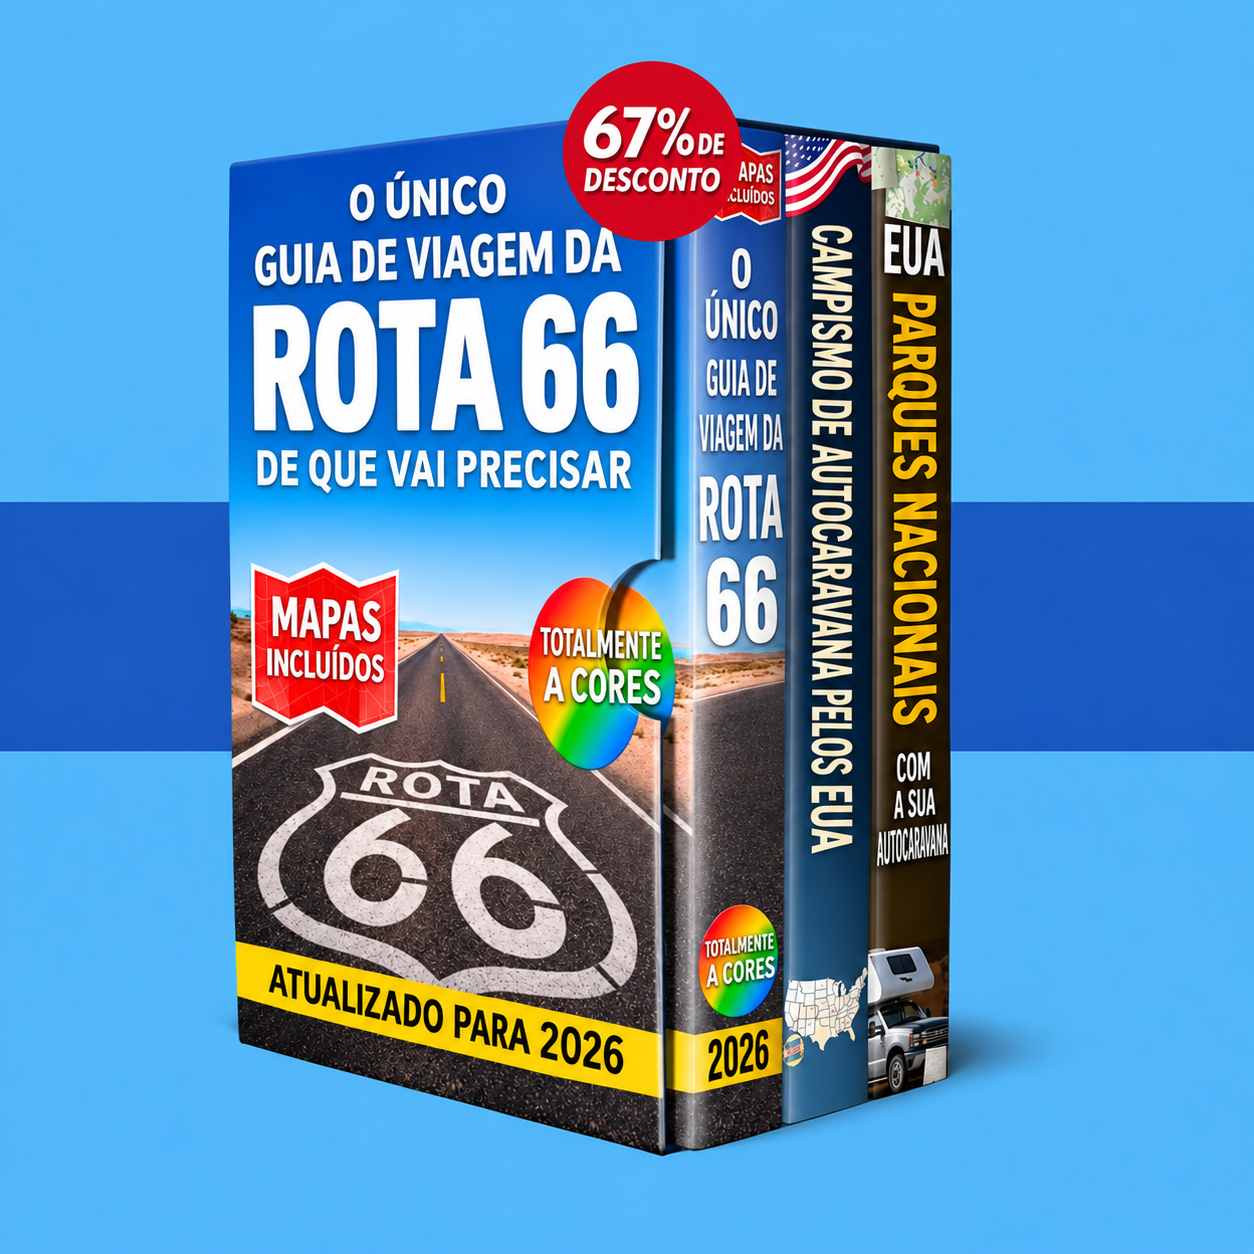 67% DE
DESCONTO
O ÚNICO
GUIA DE VIAGEM DA
ROTA 66
DE QUE VAI PRECISAR
MAPAS
INCLUÍDOS
TOTALMENTE
A CORES
ROTA
66
ATUALIZADO PARA 2026
APAS
CLUÍDOS
O
ÚNICO
GUIA DE
VIAGEM DA
ROTA
66
TOTALMENTE
A CORES
2026
CAMPISMO DE AUTOCARAVANA PELOS EUA
EUA
PARQUES NACIONAIS
COM
A SUA
AUTOCARAVANA